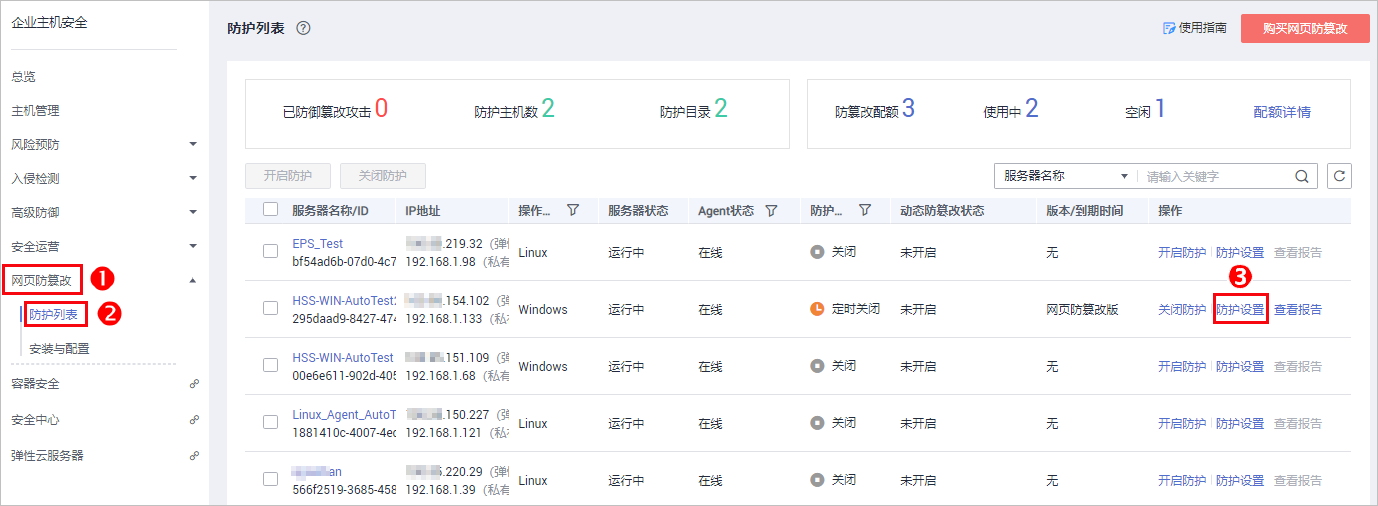 企业主机安全
总览
主机管理
风险预防
入侵检测
高级防御
安全运营
网页防篡改
防护列表
安装与配置
容器安全
安全中心
弹性云服务器
1
2
防护列表
使用指南
购买网页防篡改
已防御篡改攻击 0
防护主机数 2
防护目录 2
防篡改配额 3
使用中 2
空闲 1
配额详情
开启防护
关闭防护
服务器名称
请输入关键字
服务器名称/ID IP地址 操作... 服务器状态 Agent状态 防护... 动态防篡改状态 版本/到期时间 操作
EPS_Test .219.32（弹
bf54ad6b-07d0-4c7 192.168.1.98（私有
Linux 运行中 在线 关闭 未开启 无 开启防护 防护设置 查看报告
3
HSS-WIN-AutoTest2 .154.102（
295daad9-8427-474 192.168.1.133（私
Windows 运行中 在线 定时关闭 未开启 网页防篡改版 关闭防护 防护设置 查看报告
HSS-WIN-AutoTest .151.109（
00e6e611-902d-405 192.168.1.68（私有
Windows 运行中 在线 关闭 未开启 无 开启防护 防护设置 查看报告
Linux_Agent_AutoT .150.227（弹
1881410c-4007-4ec 192.168.1.121（私
Linux 运行中 在线 关闭 未开启 无 开启防护 防护设置 查看报告
an .220.29（弹
566f2519-3685-458 192.168.1.39（私有
Linux 运行中 在线 关闭 未开启 无 开启防护 防护设置 查看报告